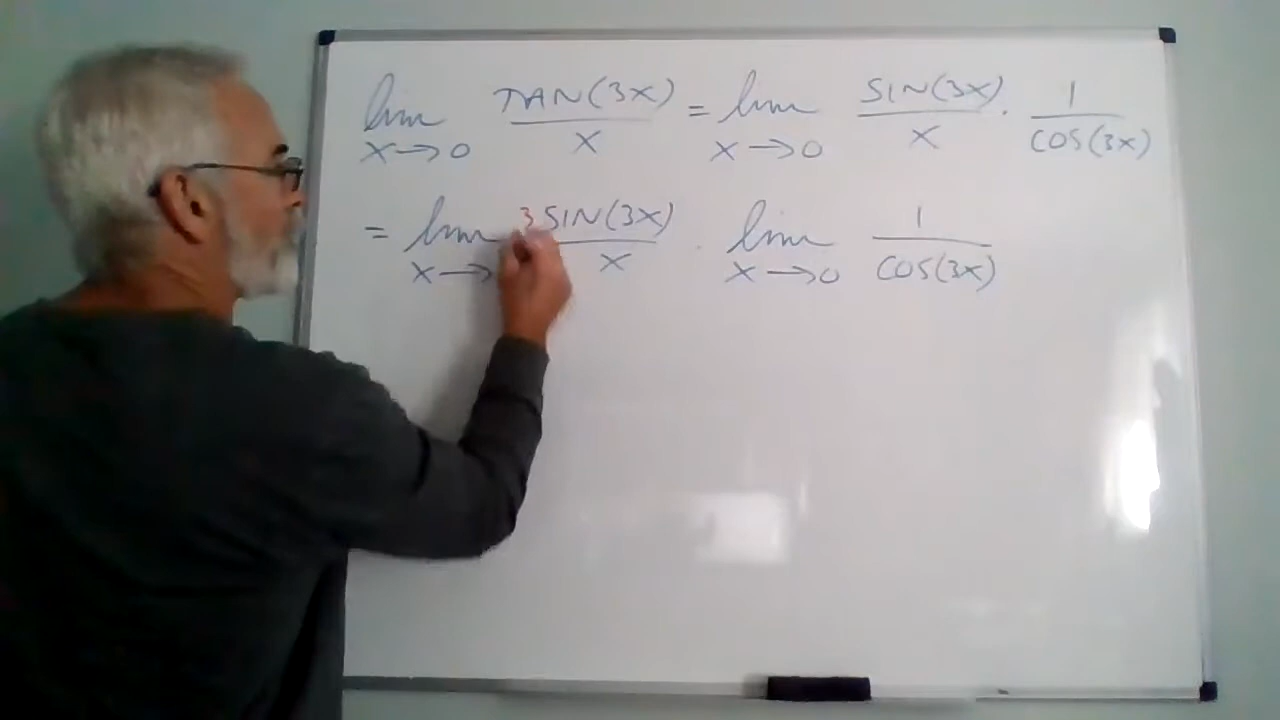 lim x→0 TAN(3x)/x = lim x→0 SIN(3x)/x · 1/COS(3x)
= lim x→ 3SIN(3x)/x · lim x→0 1/COS(3x)